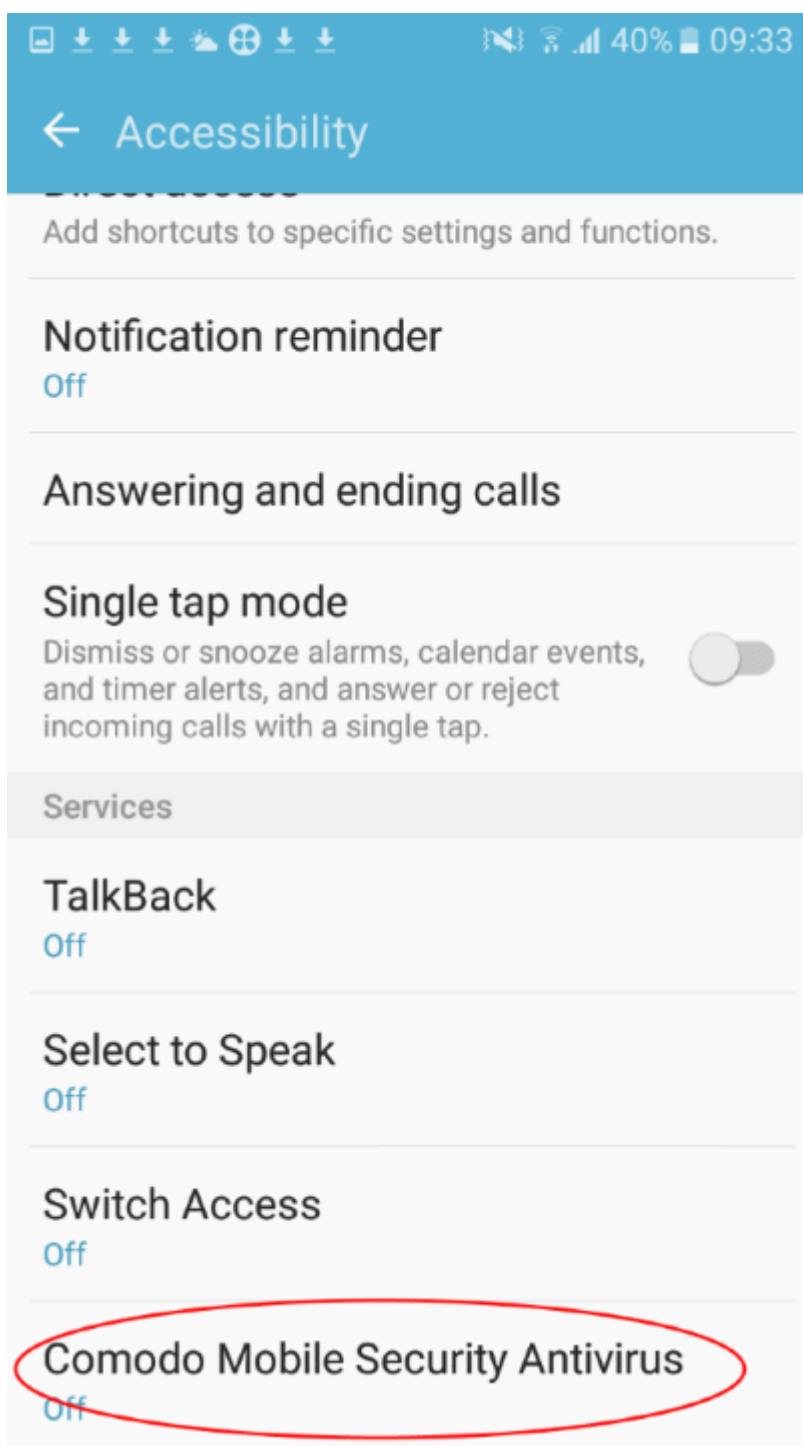 40% 09:33
Accessibility
Direct access
Add shortcuts to specific settings and functions.
Notification reminder
Off
Answering and ending calls
Single tap mode
Dismiss or snooze alarms, calendar events,
and timer alerts, and answer or reject
incoming calls with a single tap.
Services
TalkBack
Off
Select to Speak
Off
Switch Access
Off
Comodo Mobile Security Antivirus
Off